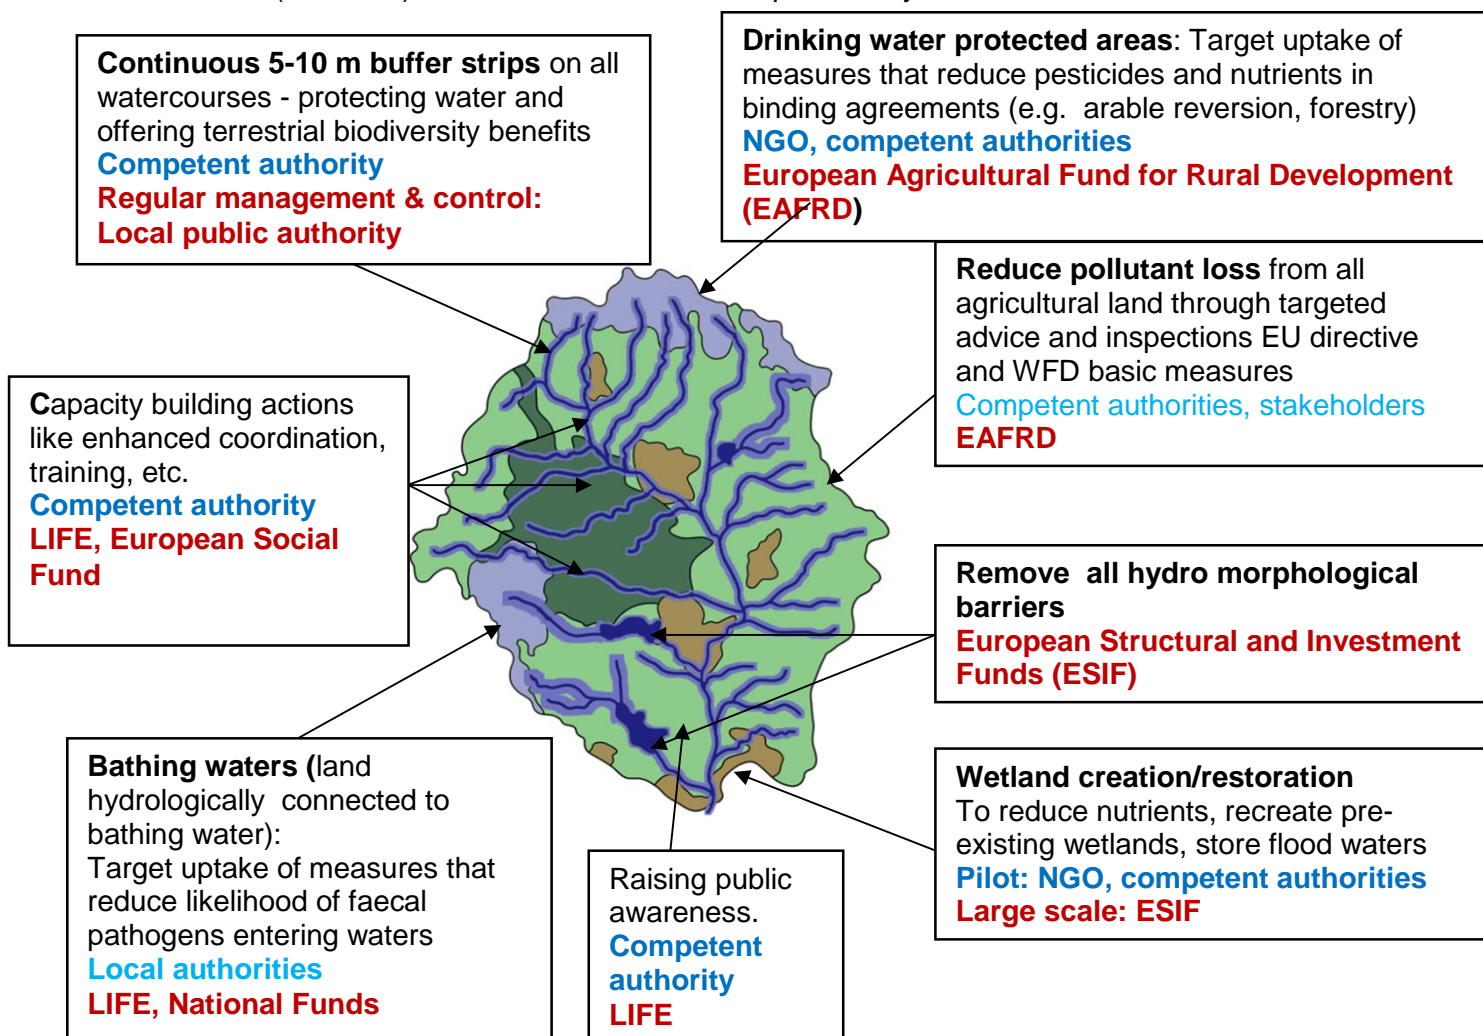 Continuous 5-10 m buffer strips on all
watercourses - protecting water and
offering terrestrial biodiversity benefits
Competent authority
Regular management & control:
Local public authority
Drinking water protected areas: Target uptake of
measures that reduce pesticides and nutrients in
binding agreements (e.g. arable reversion, forestry)
NGO, competent authorities
European Agricultural Fund for Rural Development
(EAFRD)
Reduce pollutant loss from all
agricultural land through targeted
advice and inspections EU directive
and WFD basic measures
Competent authorities, stakeholders
EAFRD
Capacity building actions
like enhanced coordination,
training, etc.
Competent authority
LIFE, European Social
Fund
Remove all hydro morphological
barriers
European Structural and Investment
Funds (ESIF)
Bathing waters (land
hydrologically connected to
bathing water):
Target uptake of measures that
reduce likelihood of faecal
pathogens entering waters
Local authorities
LIFE, National Funds
Raising public
awareness.
Competent
authority
LIFE
Wetland creation/restoration
To reduce nutrients, recreate pre-
existing wetlands, store flood waters
Pilot: NGO, competent authorities
Large scale: ESIF